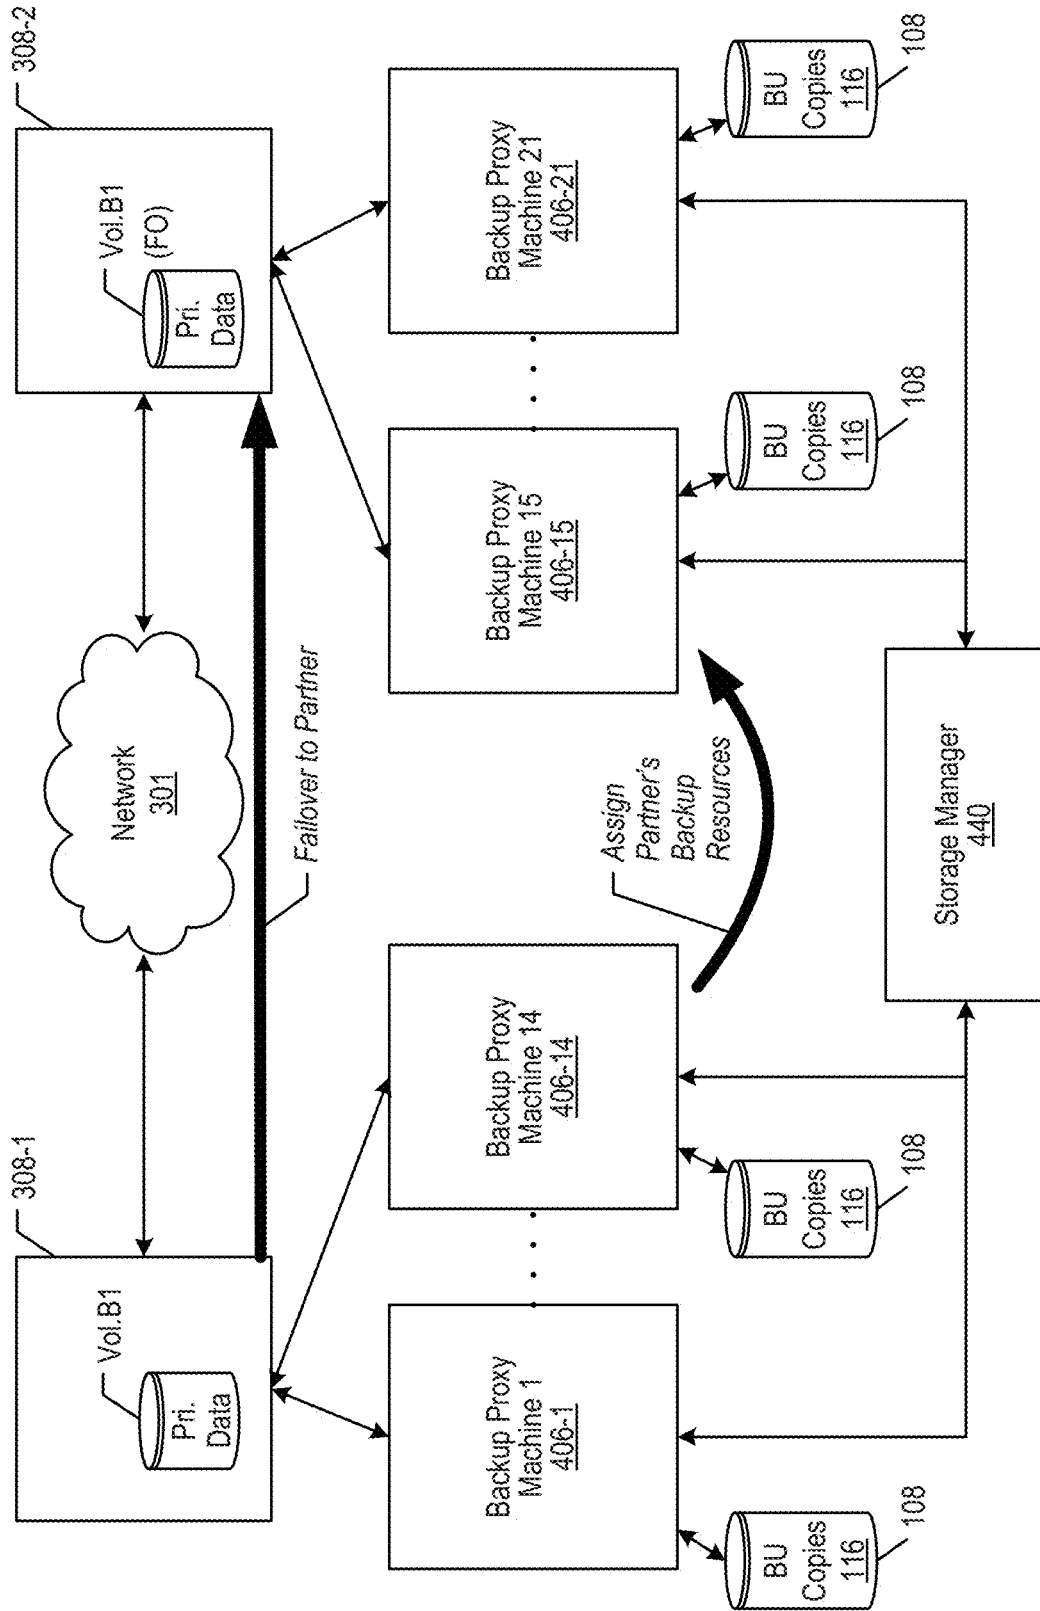 308-1
Vol.B1
Pri.
Data
Network
301
308-2
Vol.B1
(FO)
Pri.
Data
Failover to Partner
Backup Proxy
Machine 1
406-1
. . . .
Backup Proxy
Machine 14
406-14
Backup Proxy
Machine 15
406-15
. . . .
Backup Proxy
Machine 21
406-21
Assign
Partner's
Backup
Resources
BU
Copies
116
108
BU
Copies
116
108
BU
Copies
116
108
BU
Copies
116
108
Storage Manager
440